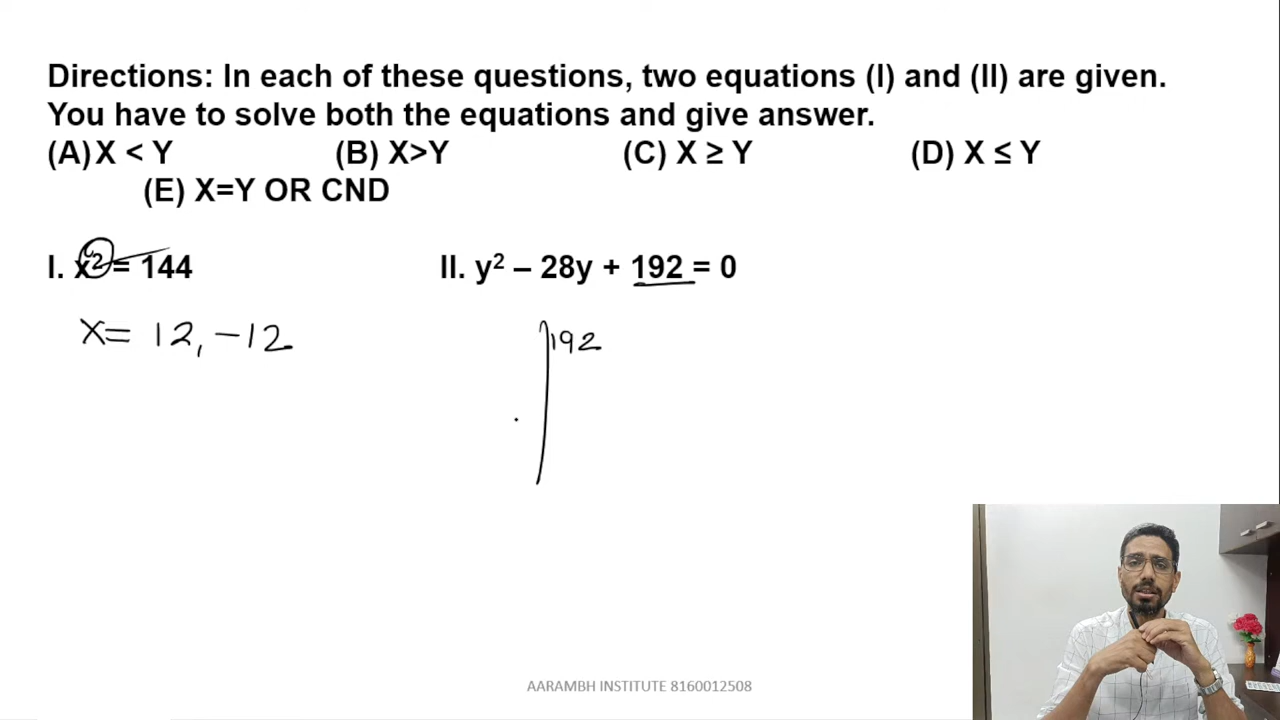 Directions: In each of these questions, two equations (I) and (II) are given.
You have to solve both the equations and give answer.
(A) X < Y (B) X>Y (C) X ≥ Y (D) X ≤ Y
(E) X=Y OR CND
I. x² = 144 II. y² – 28y + 192 = 0
x= 12, -12
192
AARAMBH INSTITUTE 8160012508